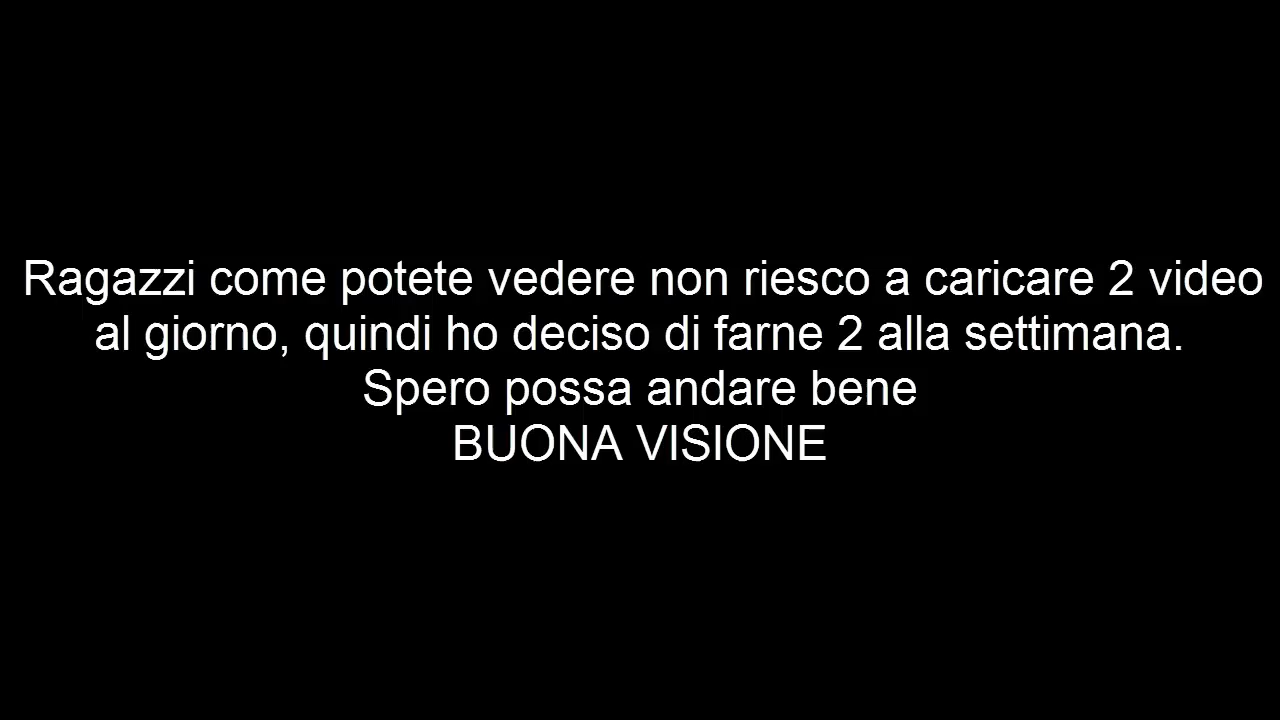 Ragazzi come potete vedere non riesco a caricare 2 video
al giorno, quindi ho deciso di farne 2 alla settimana.
Spero possa andare bene
BUONA VISIONE